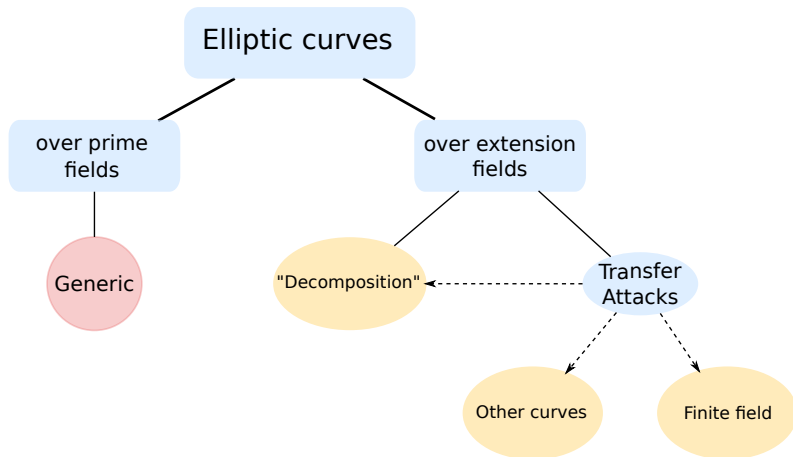 Elliptic curves
over prime
fields
over extension
fields
Generic
"Decomposition"
Transfer
Attacks
Other curves
Finite field